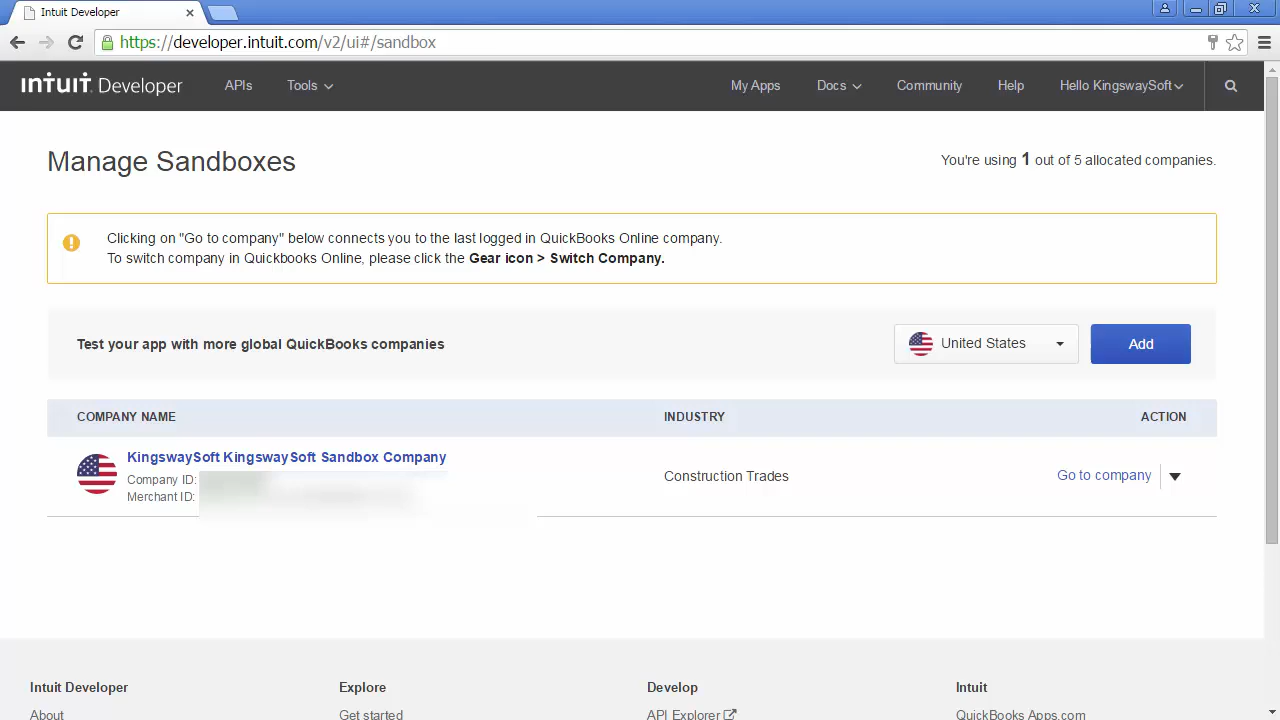 Intuit Developer
https://developer.intuit.com/v2/ui#/sandbox
INTUIT Developer APIs Tools My Apps Docs Community Help Hello KingswaySoft
Manage Sandboxes
You're using 1 out of 5 allocated companies.
Clicking on "Go to company" below connects you to the last logged in QuickBooks Online company.
To switch company in Quickbooks Online, please click the Gear icon > Switch Company.
Test your app with more global QuickBooks companies United States Add
COMPANY NAME INDUSTRY ACTION
KingswaySoft KingswaySoft Sandbox Company
Company ID:
Merchant ID:
Construction Trades Go to company
Intuit Developer Explore Develop Intuit
About Get started API Explorer QuickBooks Apps.com